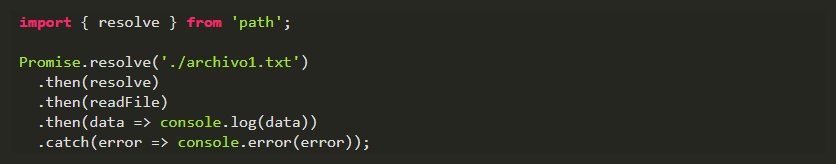 import { resolve } from 'path';
Promise.resolve('./archivo1.txt')
.then(resolve)
.then(readFile)
.then(data => console.log(data))
.catch(error => console.error(error));